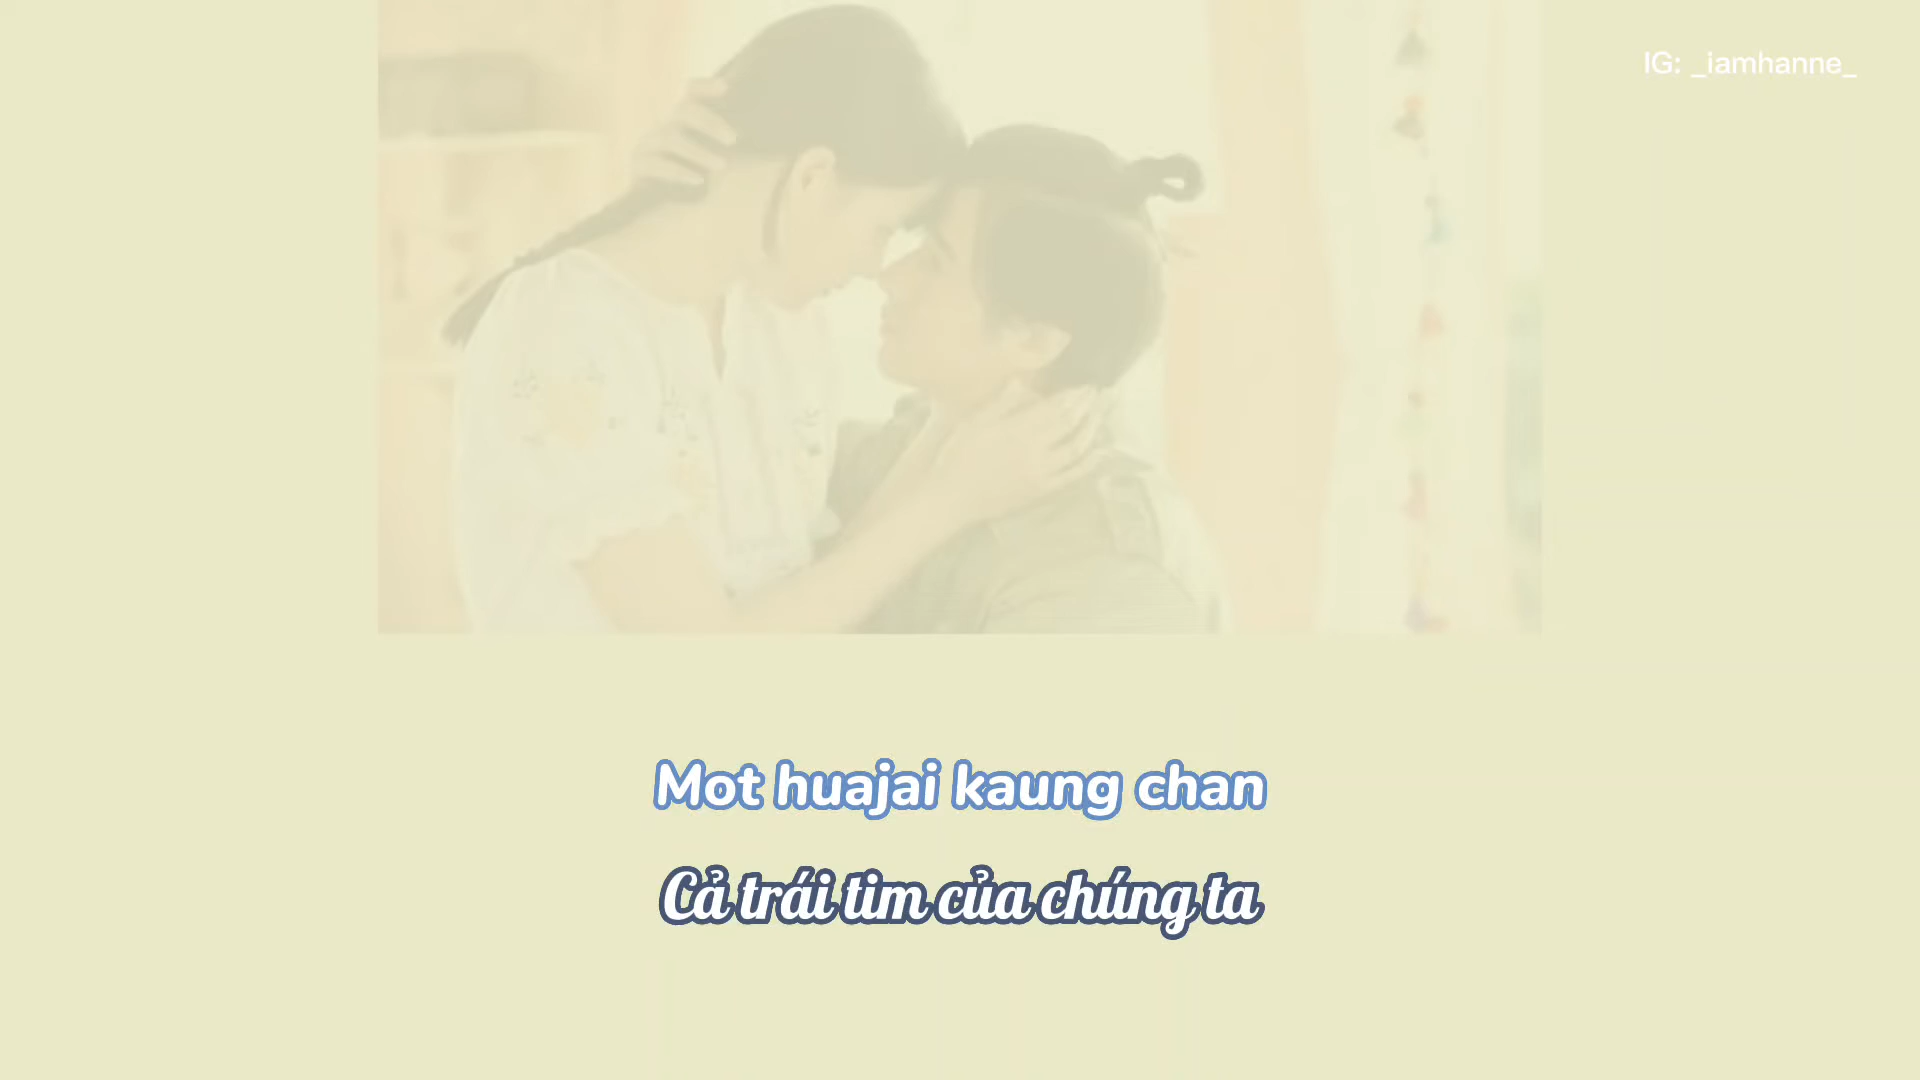 IG: _iamhanne_
Mot huajai kaung chan
Cả trái tim của chúng ta